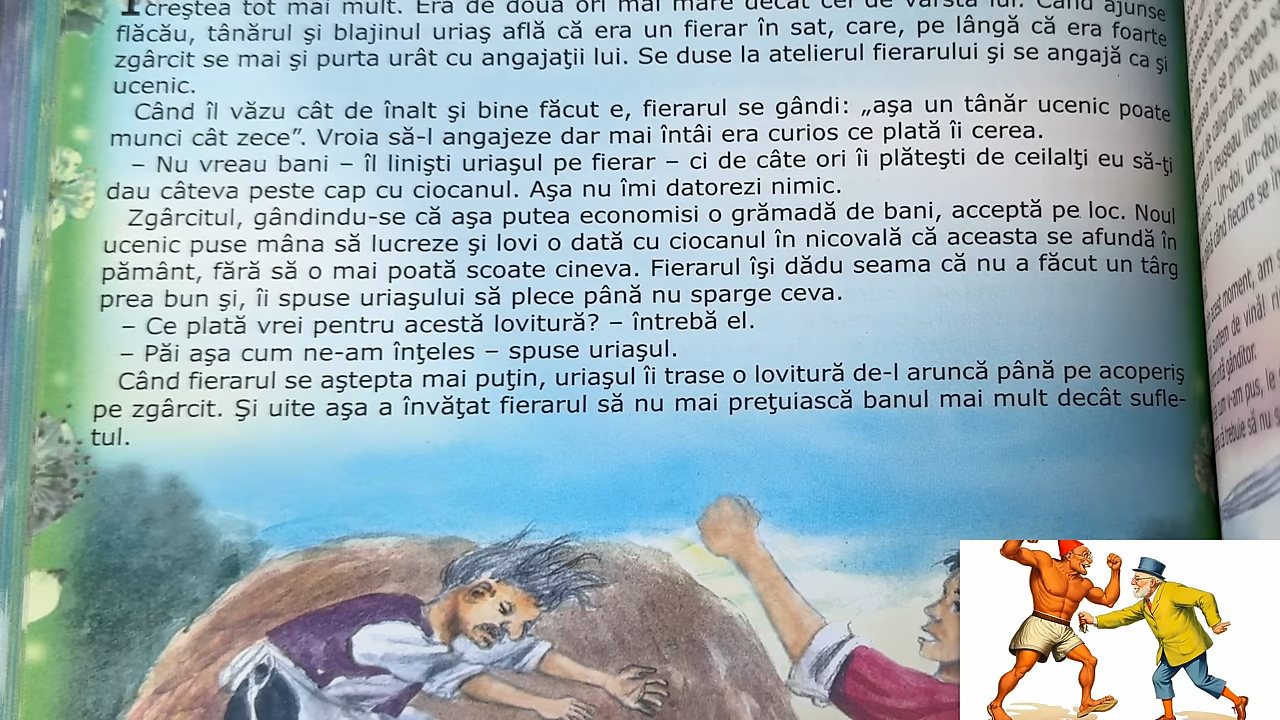 creștea tot mai mult. Era de două ori mai mare decât cei de vârsta lui. Când ajunse
flăcău, tânărul şi blajinul uriaş află că era un fierar în sat, care, pe lângă că era foarte
zgârcit se mai şi purta urât cu angajaţii lui. Se duse la atelierul fierarului şi se angajă ca şi
ucenic.
Când îl văzu cât de înalt şi bine făcut e, fierarul se gândi: „aşa un tânăr ucenic poate
munci cât zece”. Vroia să-l angajeze dar mai întâi era curios ce plată îi cerea.
– Nu vreau bani – îl linişti uriaşul pe fierar – ci de câte ori îi plăteşti de ceilalţi eu să-ţi
dau câteva peste cap cu ciocanul. Aşa nu îmi datorezi nimic.
Zgârcitul, gândindu-se că aşa putea economisi o grămadă de bani, acceptă pe loc. Noul
ucenic puse mâna să lucreze şi lovi o dată cu ciocanul în nicovală că aceasta se afundă în
pământ, fără să o mai poată scoate cineva. Fierarul îşi dădu seama că nu a făcut un târg
prea bun şi, îi spuse uriaşului să plece până nu sparge ceva.
– Ce plată vrei pentru acestă lovitură? – întrebă el.
– Păi aşa cum ne-am înţeles – spuse uriaşul.
Când fierarul se aştepta mai puţin, uriaşul îi trase o lovitură de-l aruncă până pe acoperiş
pe zgârcit. Şi uite aşa a învăţat fierarul să nu mai preţuiască banul mai mult decât sufle-
tul.